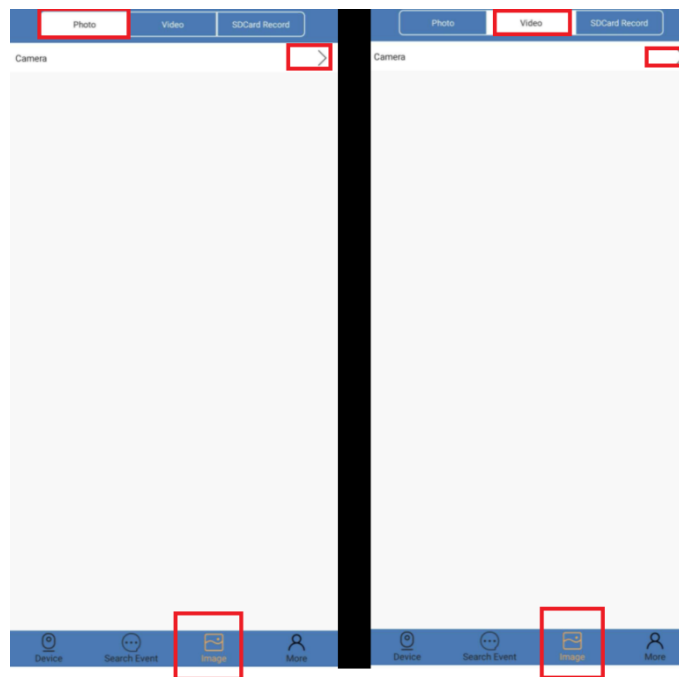 Photo Video SDCard Record
Camera
Device Search Event Image More
Photo Video SDCard Record
Camera
Device Search Event Image More